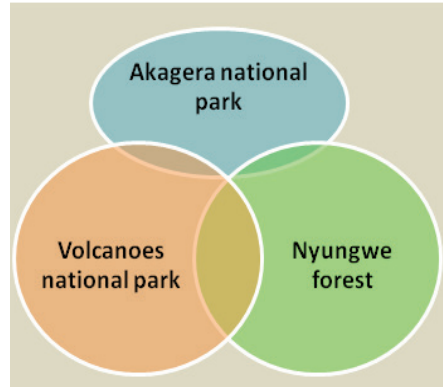 Akagera national
park
Volcanoes
national park
Nyungwe
forest